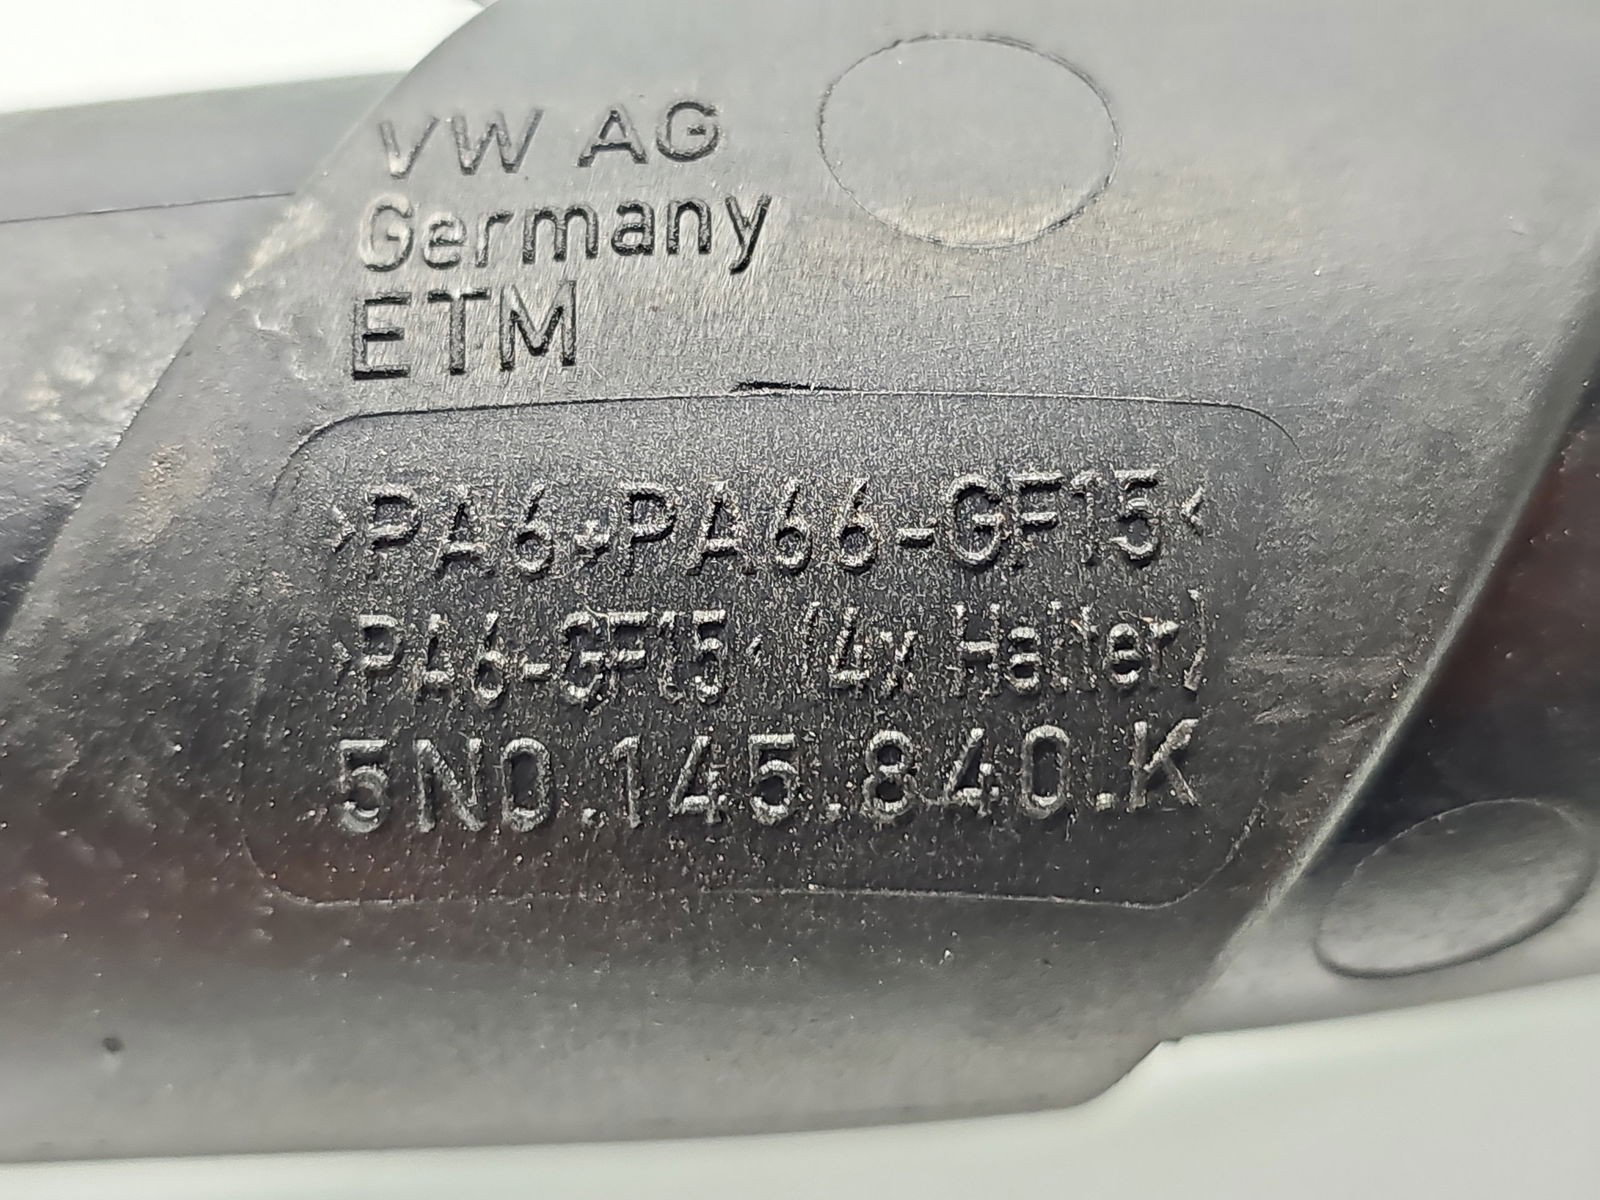 VW AG
Germany
ETM
>PA6+PA66-GF15<
>PA6-GF15< (4x Halter)
5N0.145.840.K